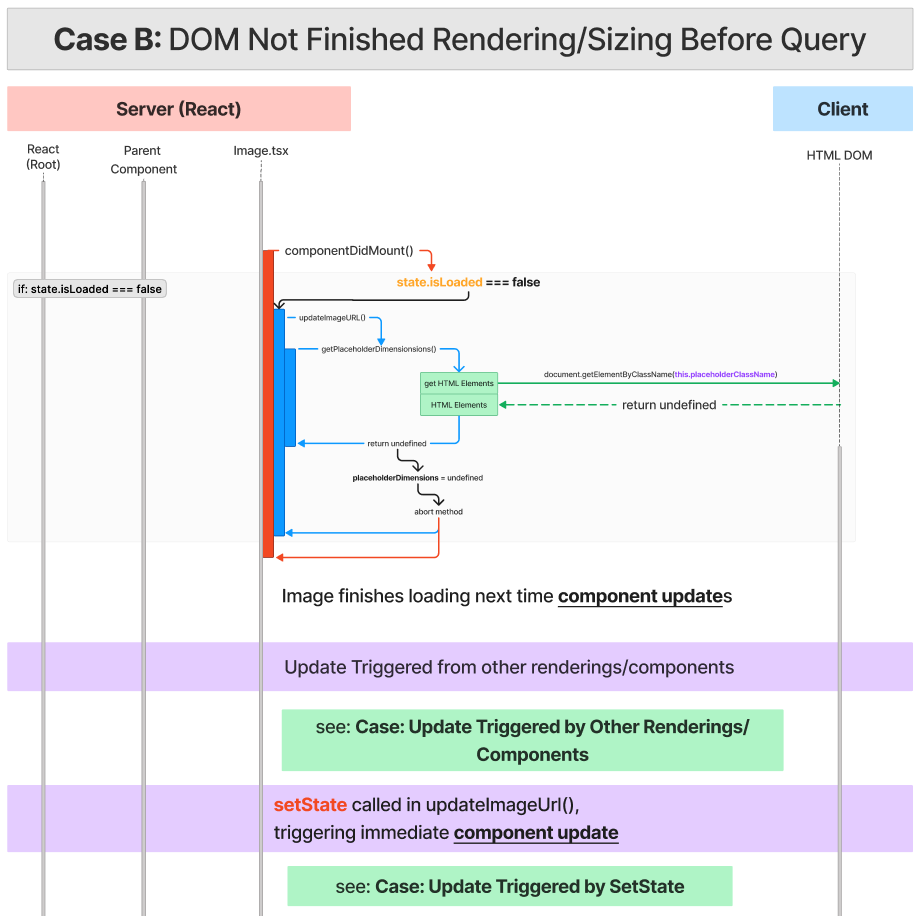 Case B: DOM Not Finished Rendering/Sizing Before Query
Server (React)
Client
React
(Root)
Parent
Component
Image.tsx
HTML DOM
componentDidMount()
if: state.isLoaded === false
state.isLoaded === false
updateImageURL()
getPlaceholderDimensionsions()
document.getElementByClassName(this.placeholderClassName)
get HTML Elements
HTML Elements
return undefined
return undefined
placeholderDimensions = undefined
abort method
Image finishes loading next time component updates
Update Triggered from other renderings/components
see: Case: Update Triggered by Other Renderings/
Components
setState called in updateImageUrl(),
triggering immediate component update
see: Case: Update Triggered by SetState